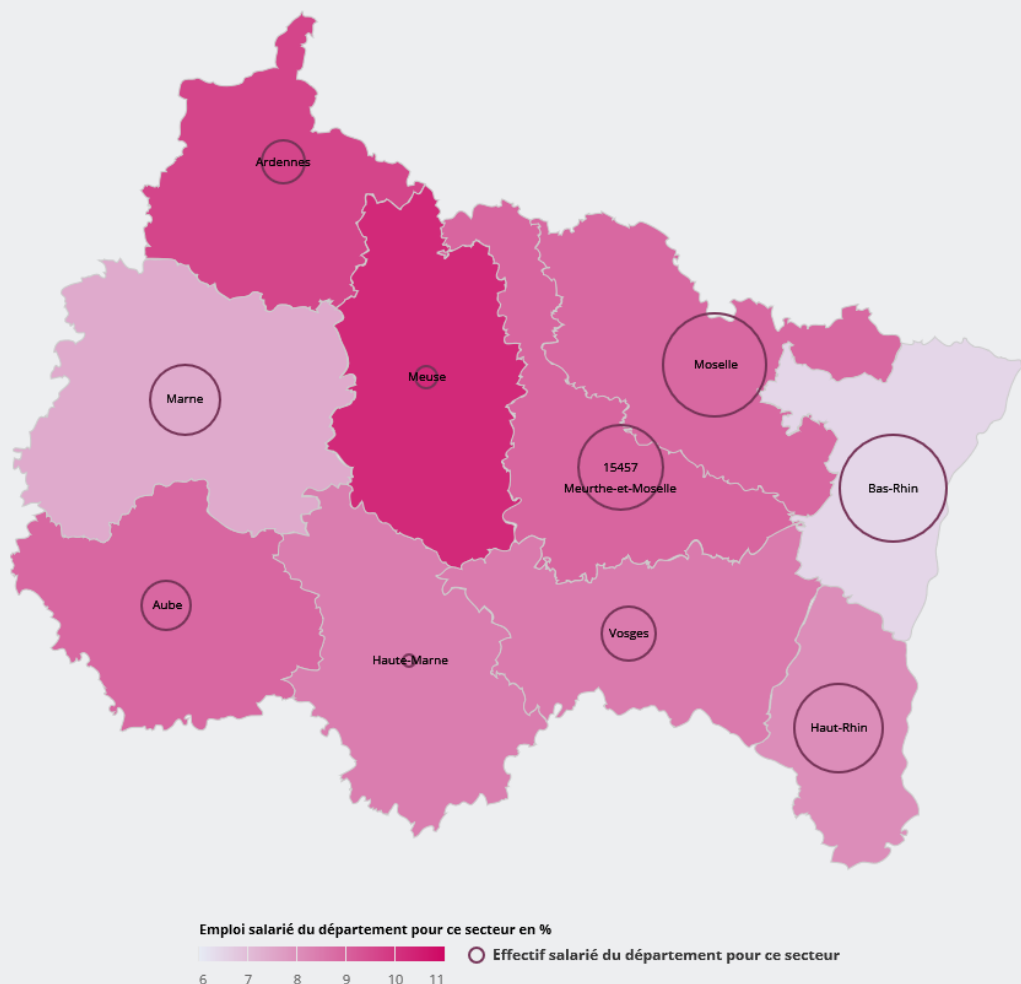 Ardennes
Meuse
Moselle
Marne
15457
Meurthe-et-Moselle
Bas-Rhin
Aube
Vosges
Haute-Marne
Haut-Rhin
Emploi salarié du département pour ce secteur en %
6 7 8 9 10 11
Effectif salarié du département pour ce secteur